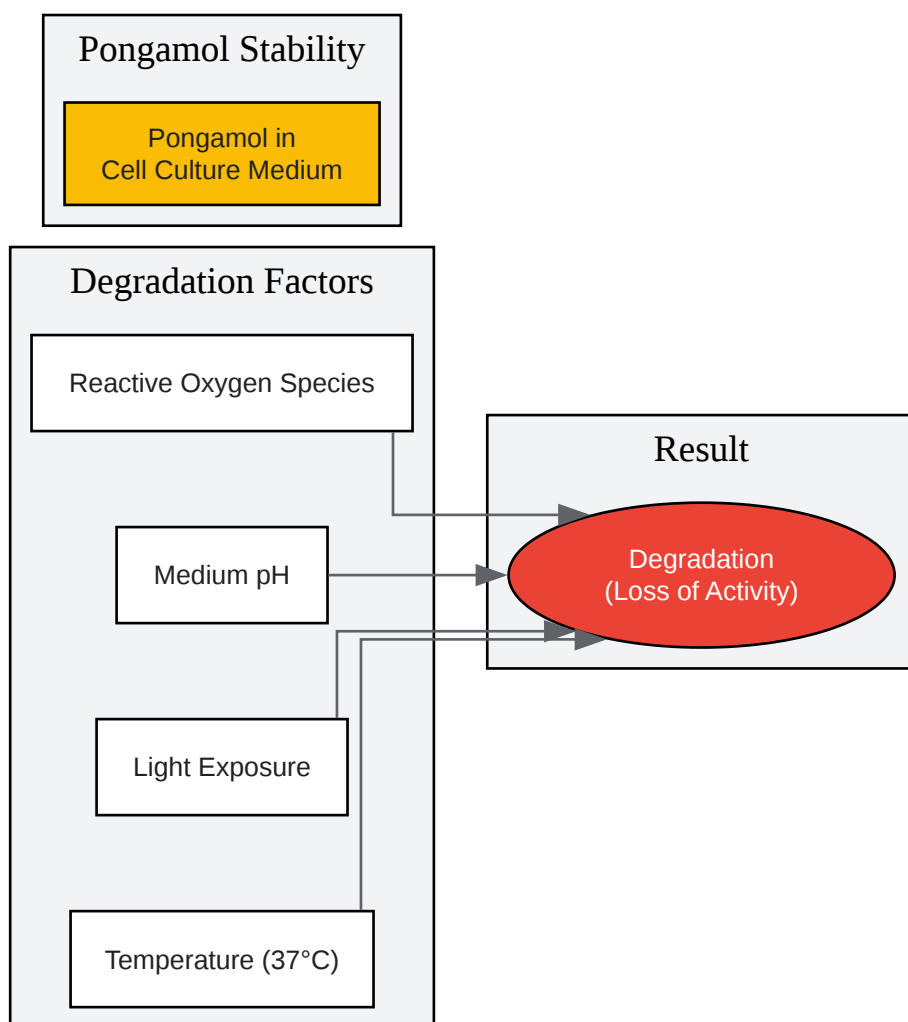 Pongamol Stability
Pongamol in
Cell Culture Medium
Degradation Factors
Reactive Oxygen Species
Medium pH
Light Exposure
Temperature (37°C)
Result
Degradation
(Loss of Activity)